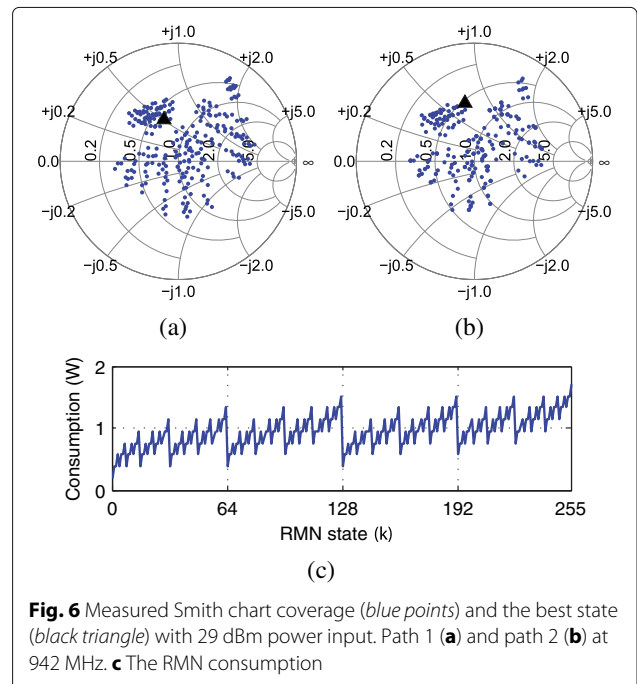 +j1.0
+j0.5
+j2.0
+j0.2
+j5.0
0.0
0.2
1.0
2.0
5.0
∞
−j0.2
−j5.0
−j0.5
−j2.0
−j1.0
(a)
+j1.0
+j0.5
+j2.0
+j0.2
+j5.0
0.0
0.2
1.0
2.0
5.0
∞
−j0.2
−j5.0
−j0.5
−j2.0
−j1.0
(b)
Consumption (W)
2
1
0
0 64 128 192 255
RMN state (k)
(c)
Fig. 6 Measured Smith chart coverage (blue points) and the best state
(black triangle) with 29 dBm power input. Path 1 (a) and path 2 (b) at
942 MHz. c The RMN consumption